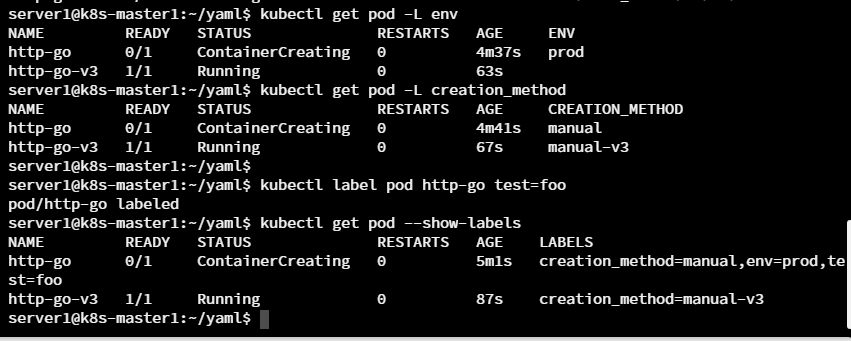 server1@k8s-master1:~/yaml$ kubectl get pod -L env
NAME         READY   STATUS              RESTARTS   AGE     ENV
http-go      0/1     ContainerCreating   0          4m37s   prod
http-go-v3   1/1     Running             0          63s
server1@k8s-master1:~/yaml$ kubectl get pod -L creation_method
NAME         READY   STATUS              RESTARTS   AGE     CREATION_METHOD
http-go      0/1     ContainerCreating   0          4m41s   manual
http-go-v3   1/1     Running             0          67s     manual-v3
server1@k8s-master1:~/yaml$
server1@k8s-master1:~/yaml$ kubectl label pod http-go test=foo
pod/http-go labeled
server1@k8s-master1:~/yaml$ kubectl get pod --show-labels
NAME         READY   STATUS              RESTARTS   AGE    LABELS
http-go      0/1     ContainerCreating   0          5m1s   creation_method=manual,env=prod,te
st=foo
http-go-v3   1/1     Running             0          87s    creation_method=manual-v3
server1@k8s-master1:~/yaml$